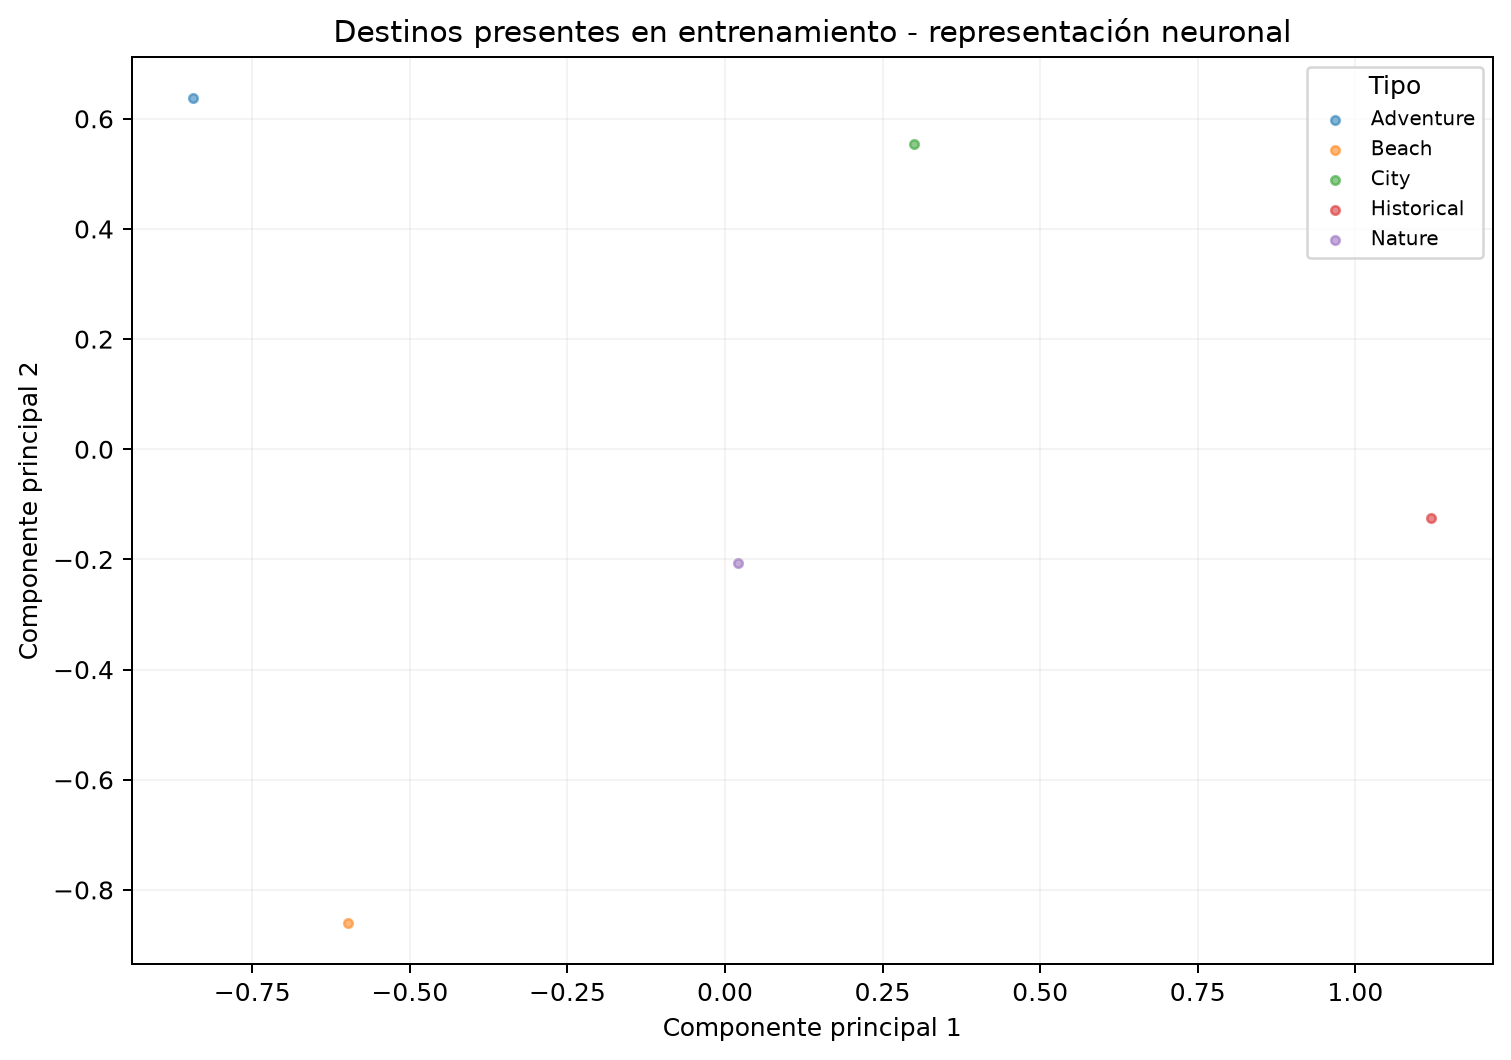 Destinos presentes en entrenamiento - representación neuronal
Tipo
Adventure
Beach
City
Historical
Nature
Componente principal 2
0.6
0.4
0.2
0.0
−0.2
−0.4
−0.6
−0.8
−0.75 −0.50 −0.25 0.00 0.25 0.50 0.75 1.00
Componente principal 1